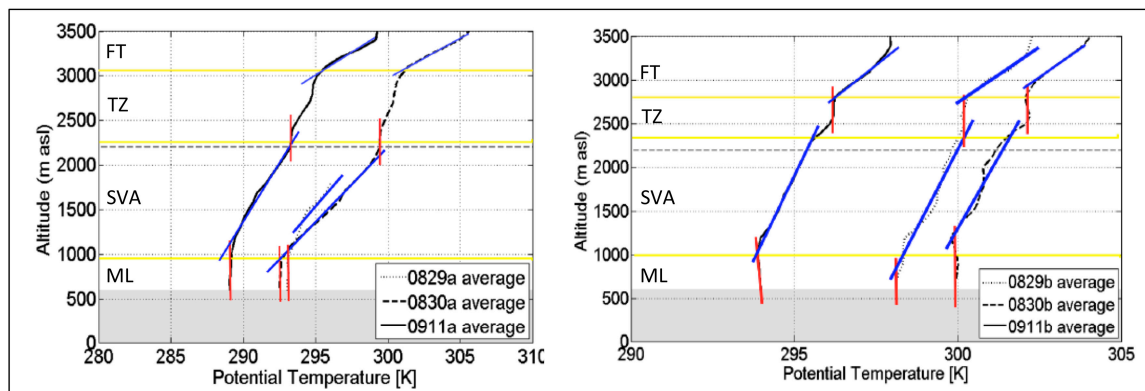 3500
FT
3000
TZ
2500
2000
SVA
1500
1000
ML
500
0
Altitude (m asl)
0829a average
0830a average
0911a average
280 285 290 295 300 305 310
Potential Temperature [K]
3500
FT
3000
TZ
2500
2000
SVA
1500
1000
ML
500
0
Altitude (m asl)
0829b average
0830b average
0911b average
290 295 300 305
Potential Temperature [K]